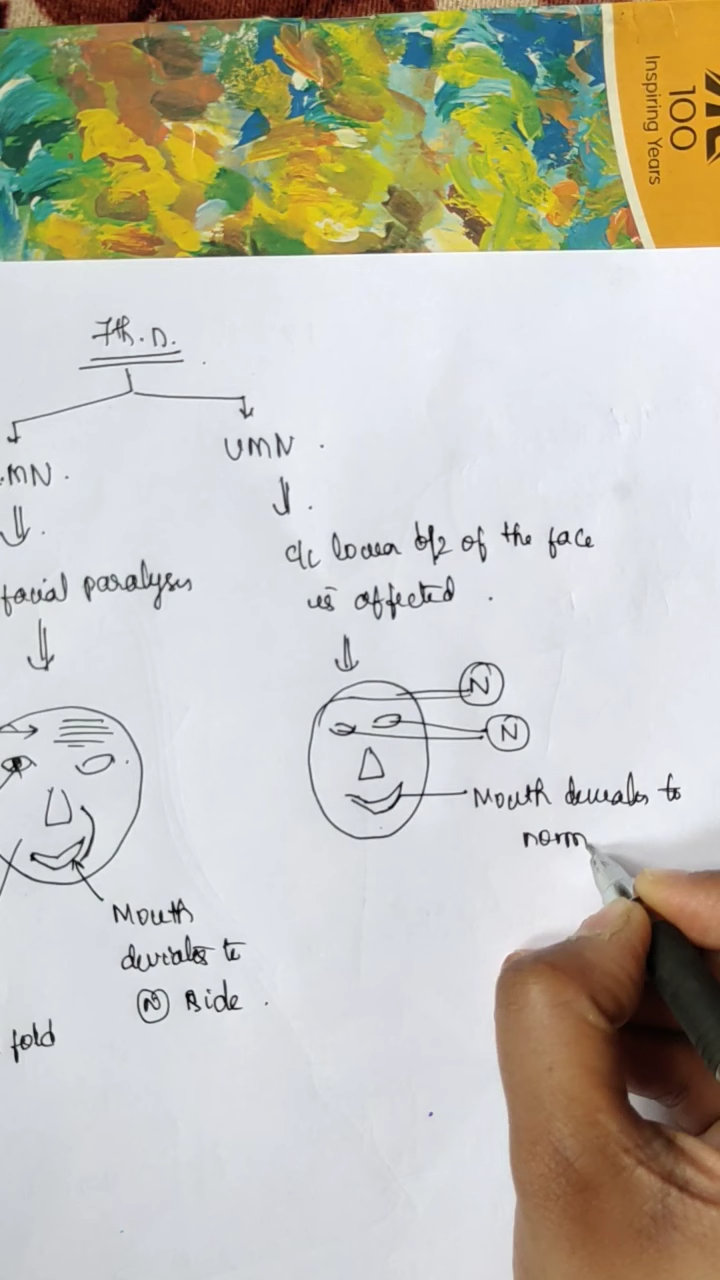 100
Inspiring Years
7th. n.
MN.
UMN.
facial paralysis
c/c lower 1/2 of the face
is affected.
N
N
Mouth deviates to
norm
Mouth
deviates to
N side.
fold